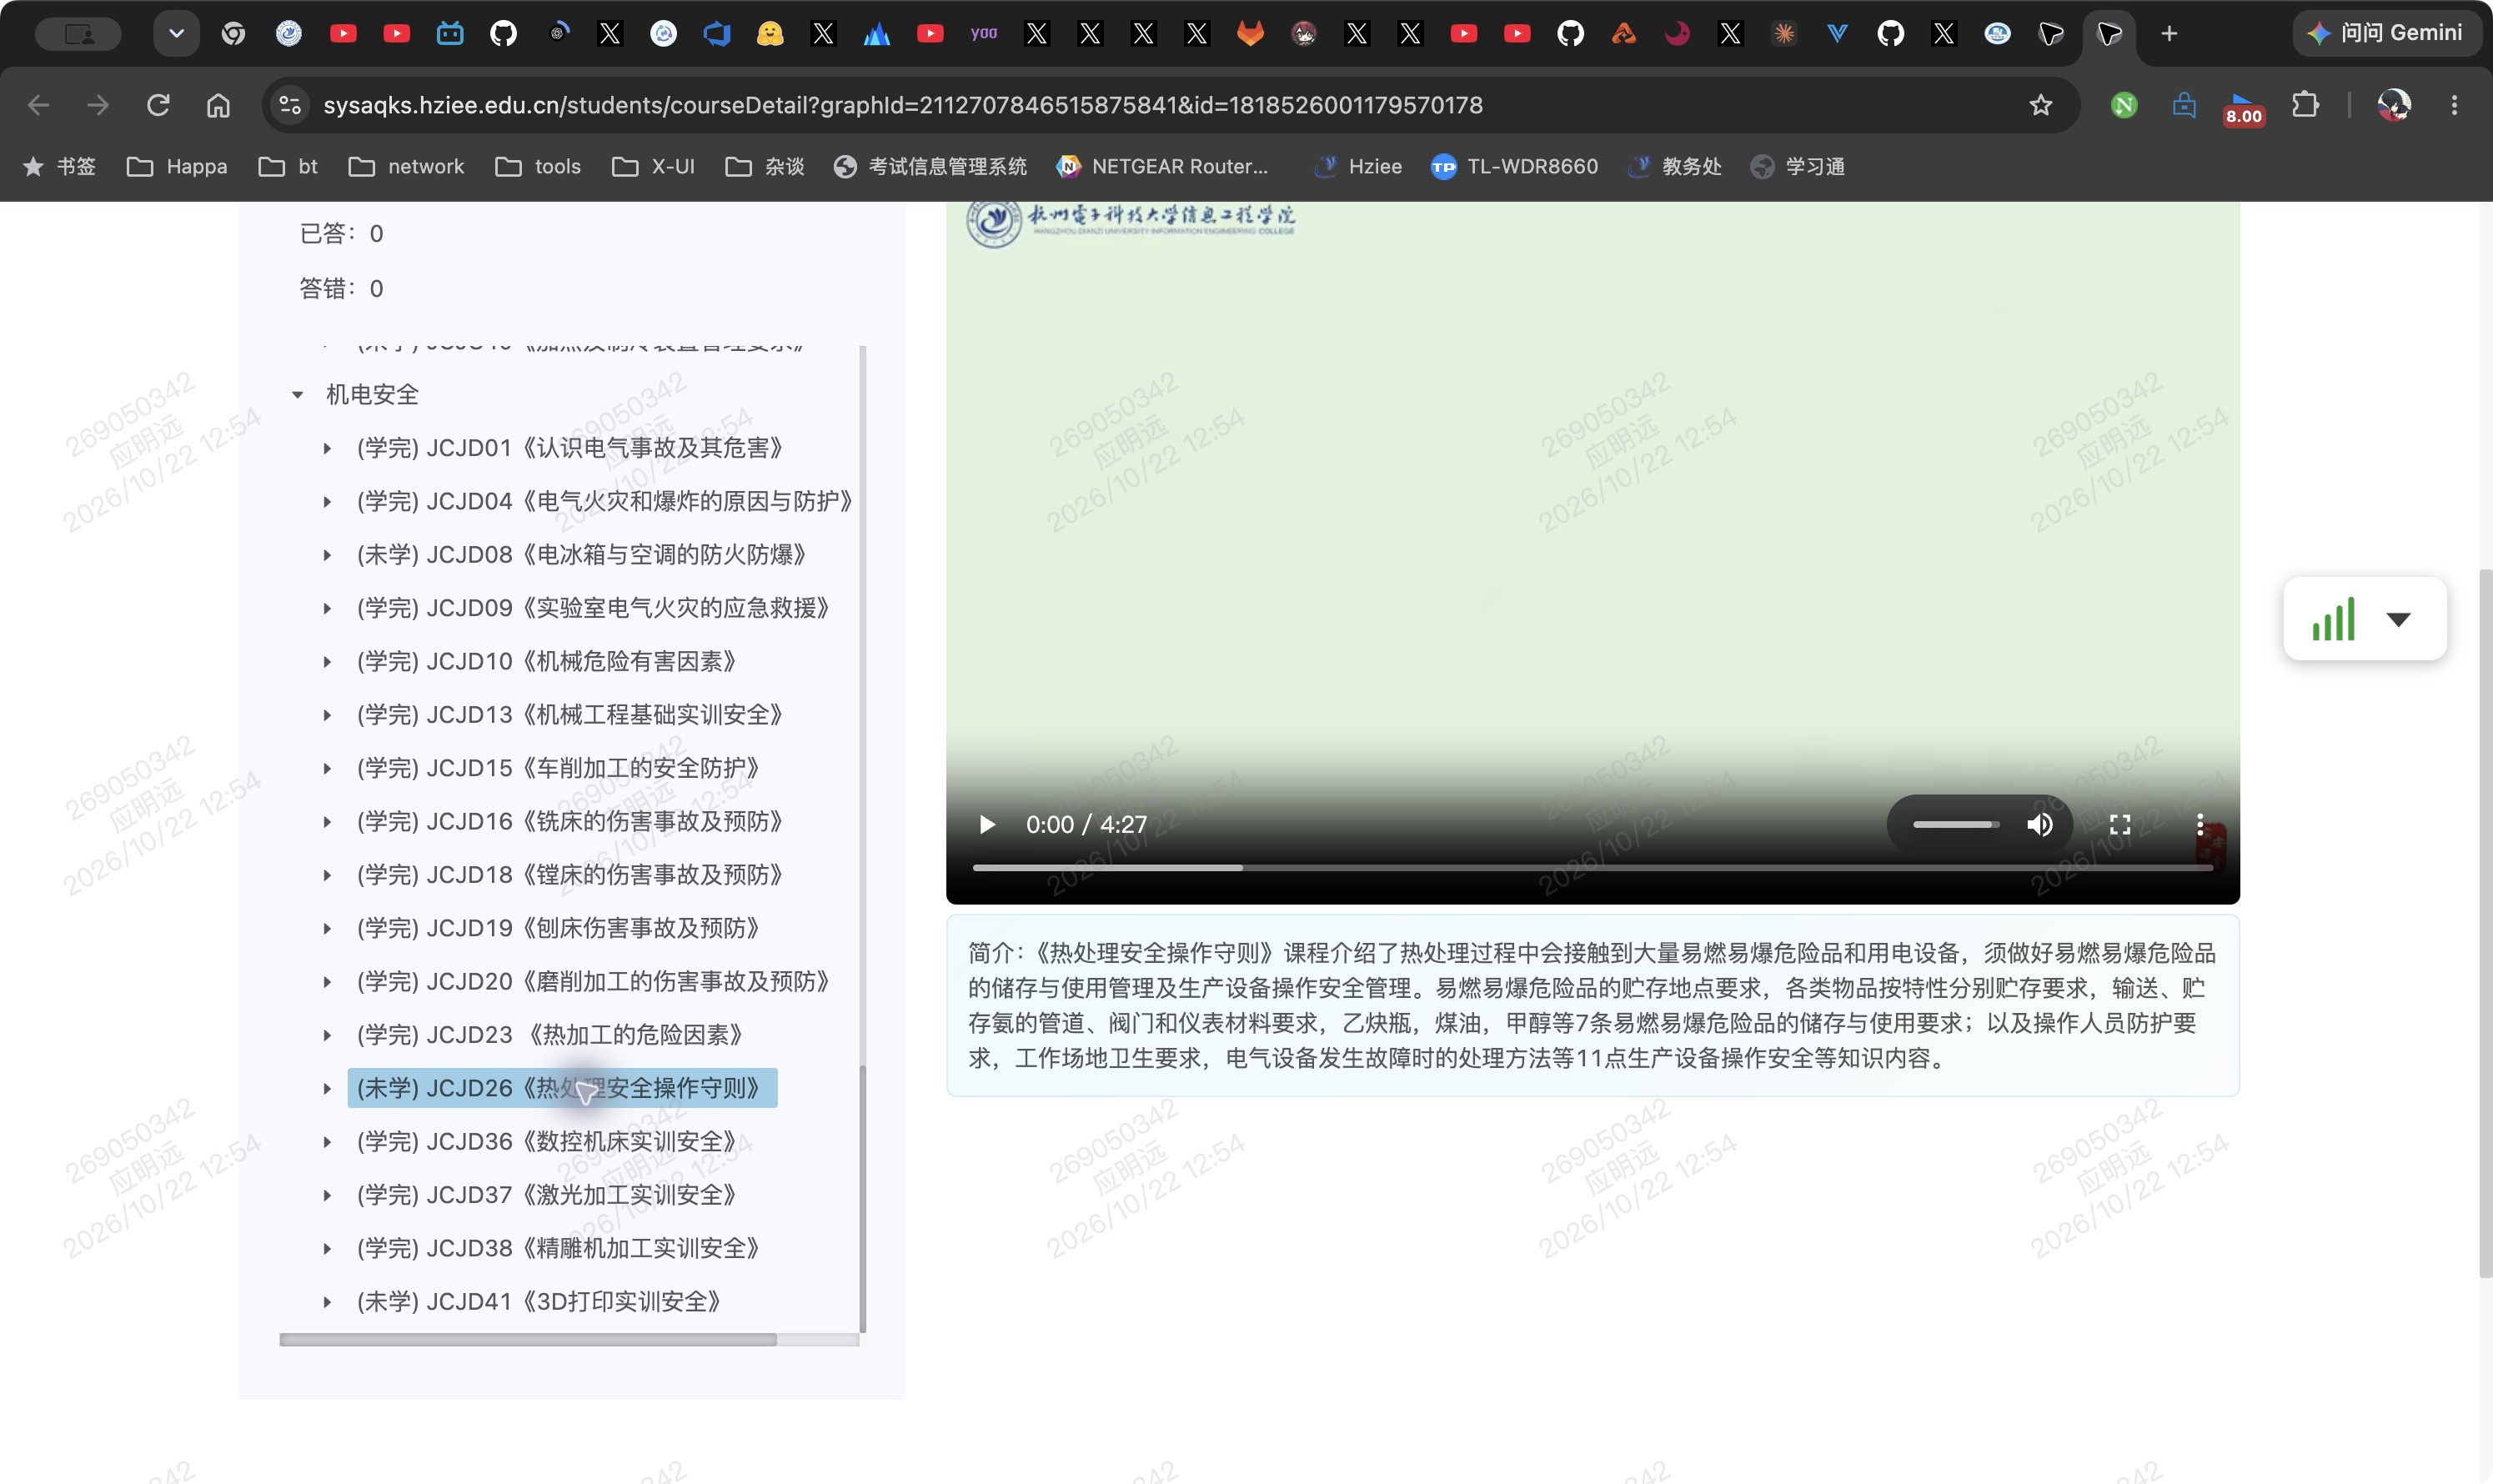 yoo
问问 Gemini
sysaqks.hziee.edu.cn/students/courseDetail?graphId=2112707846515875841&id=1818526001179570178
8.00
书签
Happa
bt
network
tools
X-UI
杂谈
考试信息管理系统
NETGEAR Router...
Hziee
TP
TL-WDR8660
教务处
学习通
已答：0
答错：0
机电安全
(学完) JCJD01《认识电气事故及其危害》
(学完) JCJD04《电气火灾和爆炸的原因与防护》
(未学) JCJD08《电冰箱与空调的防火防爆》
(学完) JCJD09《实验室电气火灾的应急救援》
(学完) JCJD10《机械危险有害因素》
(学完) JCJD13《机械工程基础实训安全》
(学完) JCJD15《车削加工的安全防护》
(学完) JCJD16《铣床的伤害事故及预防》
(学完) JCJD18《镗床的伤害事故及预防》
(学完) JCJD19《刨床伤害事故及预防》
(学完) JCJD20《磨削加工的伤害事故及预防》
(学完) JCJD23 《热加工的危险因素》
(未学) JCJD26《热处理安全操作守则》
(学完) JCJD36《数控机床实训安全》
(学完) JCJD37《激光加工实训安全》
(学完) JCJD38《精雕机加工实训安全》
(未学) JCJD41《3D打印实训安全》
杭州電子科技大学信息工程学院
HANGZHOU DIANZI UNIVERSITY INFORMATION ENGINEERING COLLEGE
0:00 / 4:27
简介：《热处理安全操作守则》课程介绍了热处理过程中会接触到大量易燃易爆危险品和用电设备，须做好易燃易爆危险品
的储存与使用管理及生产设备操作安全管理。易燃易爆危险品的贮存地点要求，各类物品按特性分别贮存要求，输送、贮
存氨的管道、阀门和仪表材料要求，乙炔瓶，煤油，甲醇等7条易燃易爆危险品的储存与使用要求；以及操作人员防护要
求，工作场地卫生要求，电气设备发生故障时的处理方法等11点生产设备操作安全等知识内容。
269050342
应明远
2026/10/22 12:54